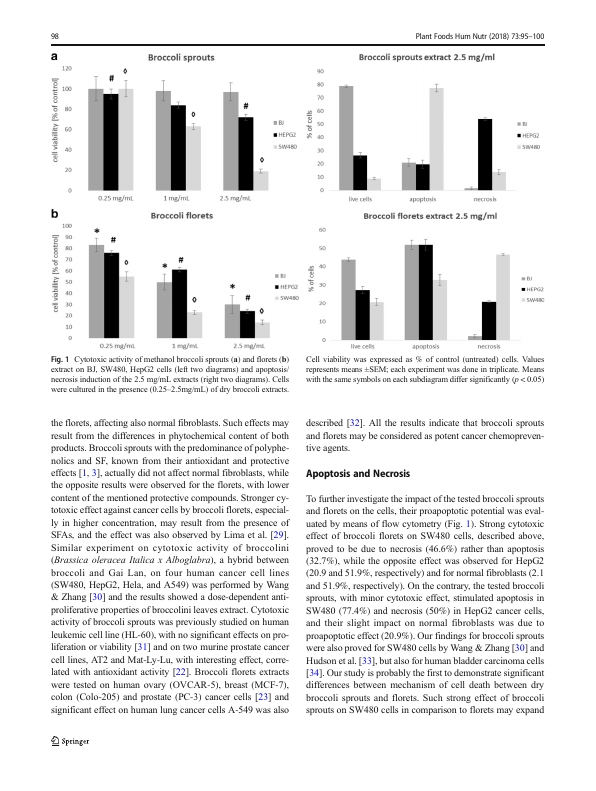 98
Plant Foods Hum Nutr (2018) 73:95–100
a
Broccoli sprouts
cell viability [% of control]
120
100
80
60
40
20
0
# ◊
◊
#
◊
0.25 mg/mL
1 mg/mL
2.5 mg/mL
BJ
HEPG2
SW480
Broccoli sprouts extract 2.5 mg/ml
% of cells
90
80
70
60
50
40
30
20
10
0
live cells
apoptosis
necrosis
BJ
HEPG2
SW480
b
Broccoli florets
cell viability [% of control]
100
90
80
70
60
50
40
30
20
10
0
* # ◊
* # ◊
* # ◊
0.25 mg/mL
1 mg/mL
2.5 mg/mL
BJ
HEPG2
SW480
Broccoli florets extract 2.5 mg/ml
% of cells
60
50
40
30
20
10
0
live cells
apoptosis
necrosis
BJ
HEPG2
SW480
Fig. 1 Cytotoxic activity of methanol broccoli sprouts (a) and florets (b)
extract on BJ, SW480, HepG2 cells (left two diagrams) and apoptosis/
necrosis induction of the 2.5 mg/mL extracts (right two diagrams). Cells
were cultured in the presence (0.25–2.5mg/mL) of dry broccoli extracts.
Cell viability was expressed as % of control (untreated) cells. Values
represents means ±SEM; each experiment was done in triplicate. Means
with the same symbols on each subdiagram differ significantly (p < 0.05)
the florets, affecting also normal fibroblasts. Such effects may
result from the differences in phytochemical content of both
products. Broccoli sprouts with the predominance of polyphe-
nolics and SF, known from their antioxidant and protective
effects [1, 3], actually did not affect normal fibroblasts, while
the opposite results were observed for the florets, with lower
content of the mentioned protective compounds. Stronger cy-
totoxic effect against cancer cells by broccoli florets, especial-
ly in higher concentration, may result from the presence of
SFAs, and the effect was also observed by Lima et al. [29].
Similar experiment on cytotoxic activity of broccolini
(Brassica oleracea Italica x Alboglabra), a hybrid between
broccoli and Gai Lan, on four human cancer cell lines
(SW480, HepG2, Hela, and A549) was performed by Wang
& Zhang [30] and the results showed a dose-dependent anti-
proliferative properties of broccolini leaves extract. Cytotoxic
activity of broccoli sprouts was previously studied on human
leukemic cell line (HL-60), with no significant effects on pro-
liferation or viability [31] and on two murine prostate cancer
cell lines, AT2 and Mat-Ly-Lu, with interesting effect, corre-
lated with antioxidant activity [22]. Broccoli florets extracts
were tested on human ovary (OVCAR-5), breast (MCF-7),
colon (Colo-205) and prostate (PC-3) cancer cells [23] and
significant effect on human lung cancer cells A-549 was also
described [32]. All the results indicate that broccoli sprouts
and florets may be considered as potent cancer chemopreven-
tive agents.
Apoptosis and Necrosis
To further investigate the impact of the tested broccoli sprouts
and florets on the cells, their proapoptotic potential was eval-
uated by means of flow cytometry (Fig. 1). Strong cytotoxic
effect of broccoli florets on SW480 cells, described above,
proved to be due to necrosis (46.6%) rather than apoptosis
(32.7%), while the opposite effect was observed for HepG2
(20.9 and 51.9%, respectively) and for normal fibroblasts (2.1
and 51.9%, respectively). On the contrary, the tested broccoli
sprouts, with minor cytotoxic effect, stimulated apoptosis in
SW480 (77.4%) and necrosis (50%) in HepG2 cancer cells,
and their slight impact on normal fibroblasts was due to
proapoptotic effect (20.9%). Our findings for broccoli sprouts
were also proved for SW480 cells by Wang & Zhang [30] and
Hudson et al. [33], but also for human bladder carcinoma cells
[34]. Our study is probably the first to demonstrate significant
differences between mechanism of cell death between dry
broccoli sprouts and florets. Such strong effect of broccoli
sprouts on SW480 cells in comparison to florets may expand
Springer